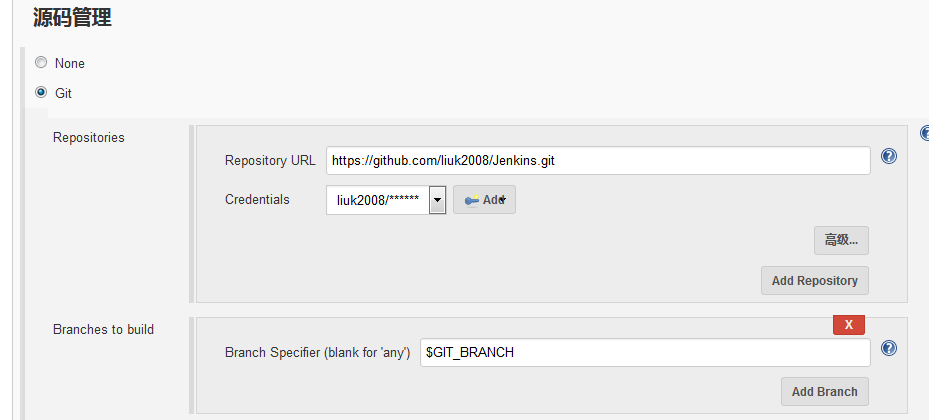 源码管理
None
Git
Repositories
Repository URL https://github.com/liuk2008/Jenkins.git
Credentials liuk2008/****** Add
高级...
Add Repository
Branches to build
X
Branch Specifier (blank for 'any') $GIT_BRANCH
Add Branch